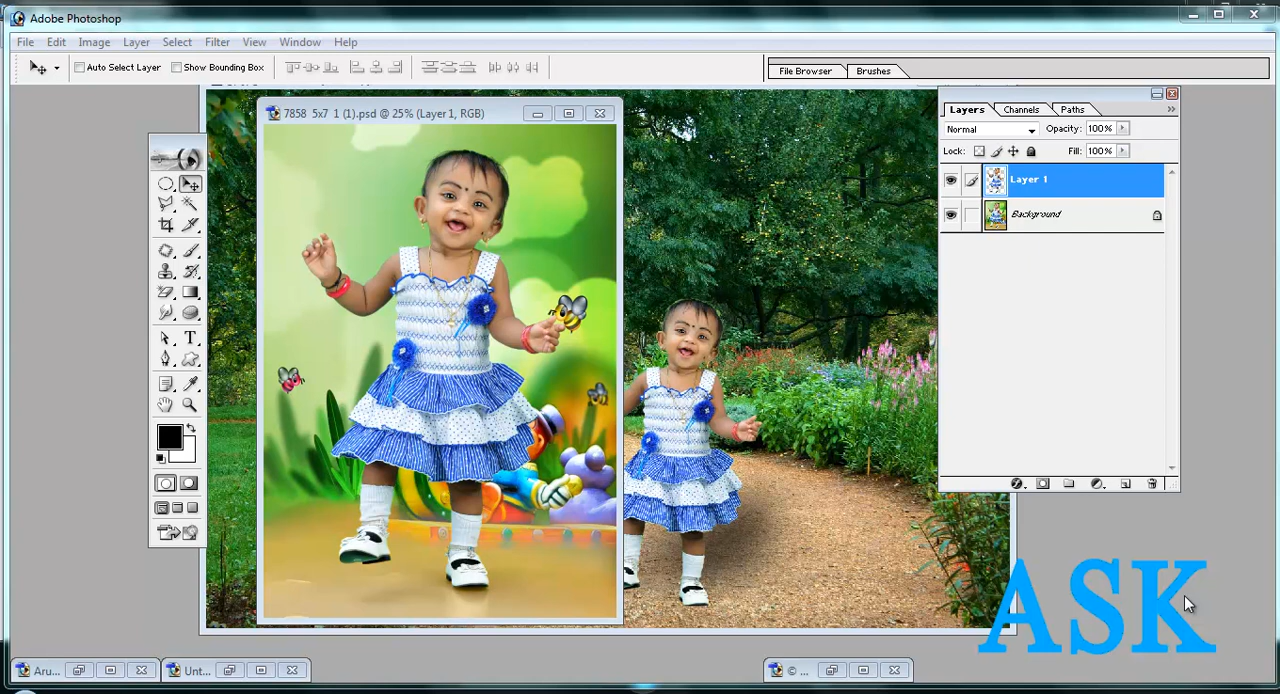 Adobe Photoshop
File Edit Image Layer Select Filter View Window Help
Auto Select Layer Show Bounding Box
File Browser Brushes
7858 5x7 1 (1).psd @ 25% (Layer 1, RGB)
Layers Channels Paths
Normal Opacity: 100%
Lock: Fill: 100%
Layer 1
Background
T
ASK
Aru... Unt... © ...